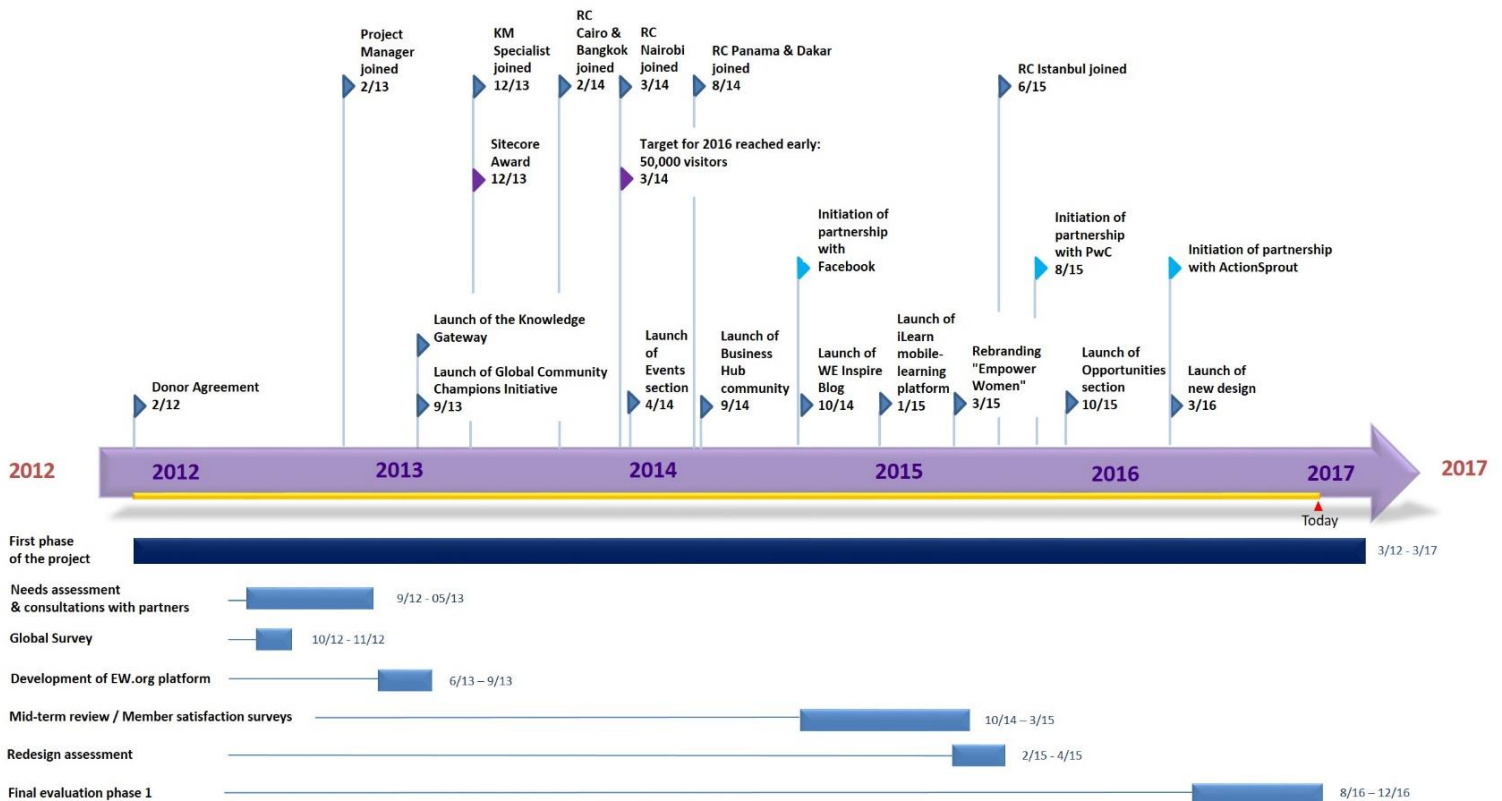 Project
Manager
joined
2/13
KM
Specialist
joined
12/13
RC
Cairo &
Bangkok
joined
2/14
RC
Nairobi
joined
3/14
RC Panama & Dakar
joined
8/14
RC Istanbul joined
6/15
Sitecore
Award
12/13
Target for 2016 reached early:
50,000 visitors
3/14
Initiation of
partnership
with
Facebook
Initiation of
partnership
with PwC
8/15
Initiation of partnership
with ActionSprout
Donor Agreement
2/12
Launch of the Knowledge
Gateway
Launch of Global Community
Champions Initiative
9/13
Launch
of
Events
section
4/14
Launch of
Business
Hub
community
9/14
Launch of
WE Inspire
Blog
10/14
Launch of
iLearn
mobile-
learning
platform
1/15
Rebranding
"Empower
Women"
3/15
Launch of
Opportunities
section
10/15
Launch of
new design
3/16
2012 2012 2013 2014 2015 2016 2017 2017
Today
First phase
of the project
3/12 - 3/17
Needs assessment
& consultations with partners
9/12 - 05/13
Global Survey
10/12 - 11/12
Development of EW.org platform
6/13 – 9/13
Mid-term review / Member satisfaction surveys
10/14 – 3/15
Redesign assessment
2/15 - 4/15
Final evaluation phase 1
8/16 – 12/16